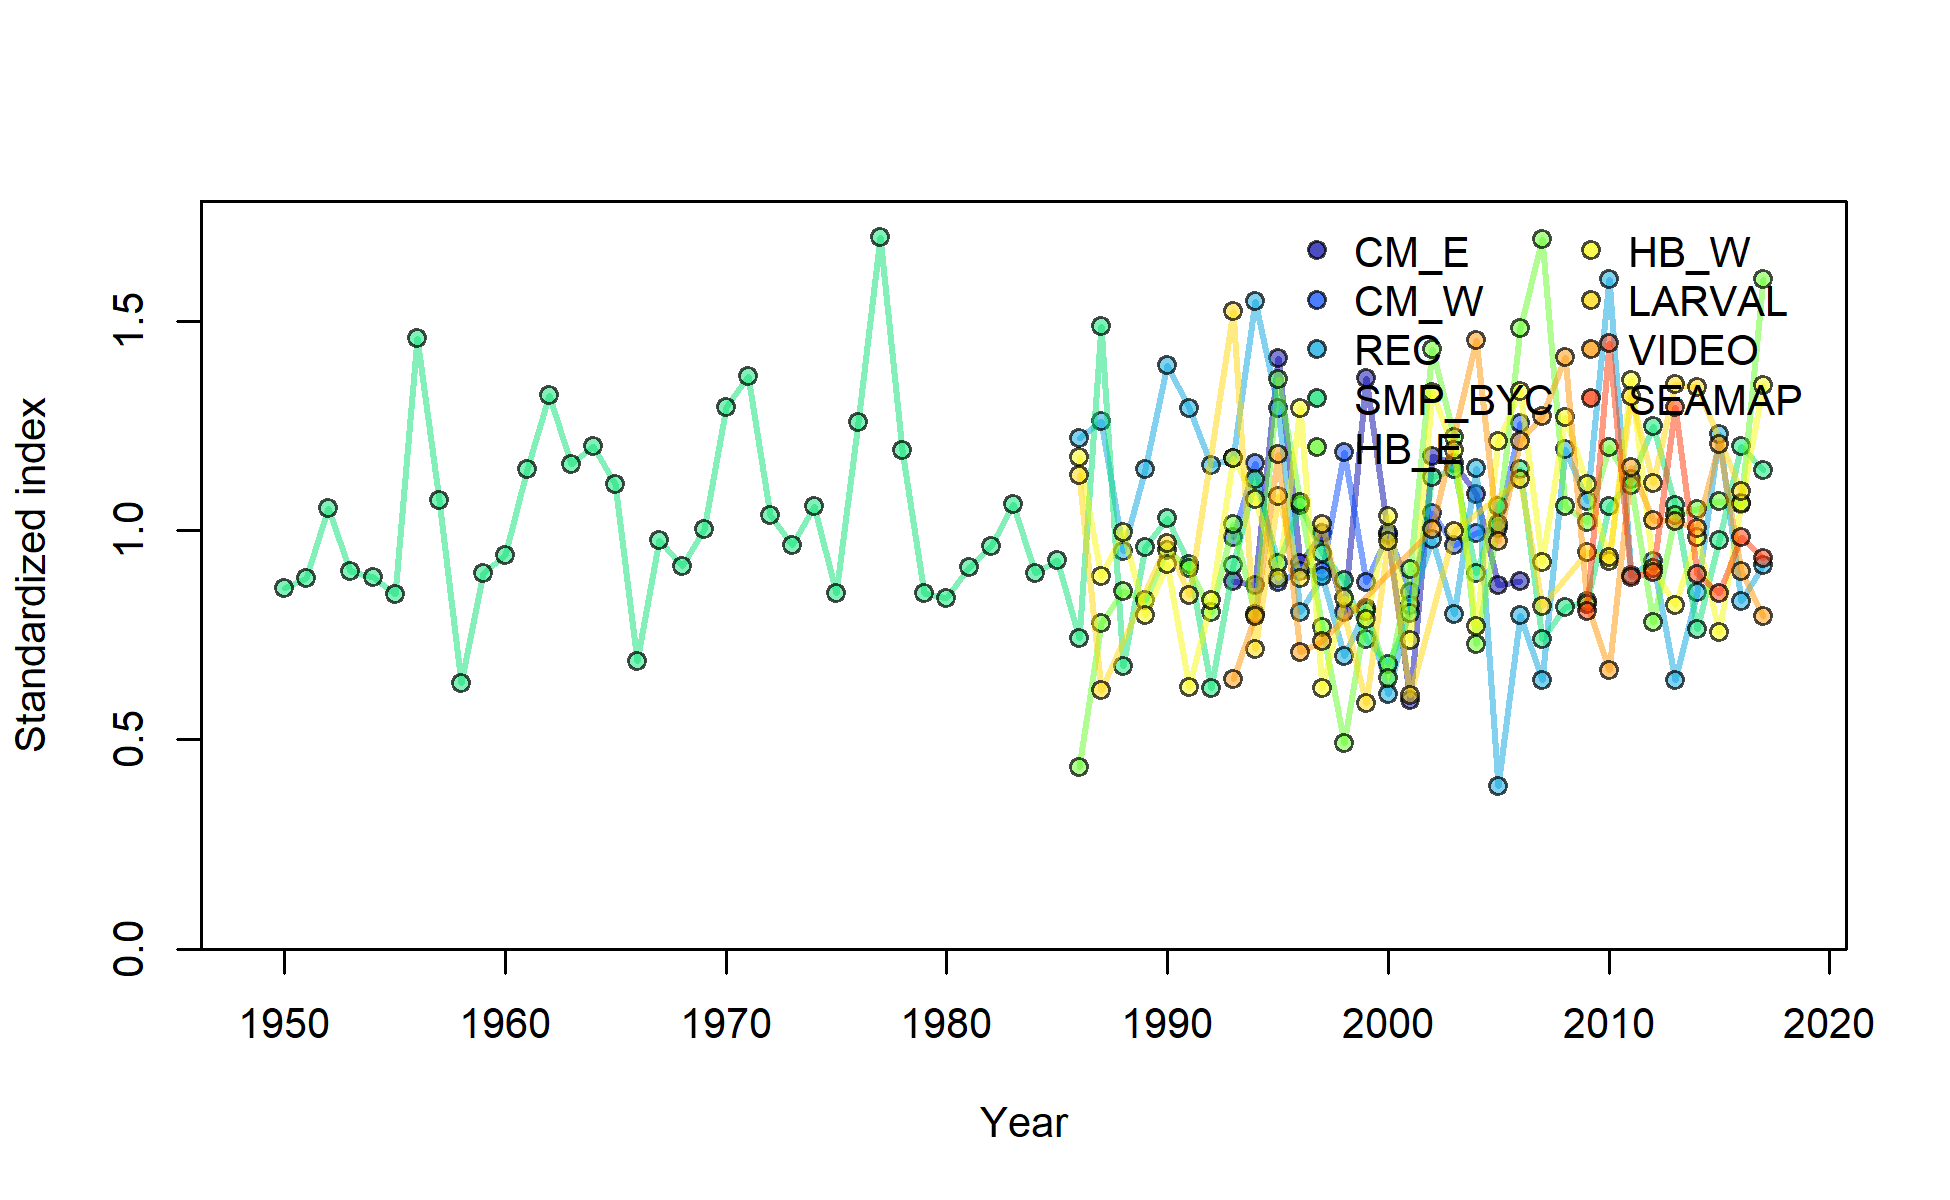 CM_E
CM_W
REC
SMP_BYC
HB_E
HB_W
LARVAL
VIDEO
SEAMAP
Standardized index
1.5
1.0
0.5
0.0
1950 1960 1970 1980 1990 2000 2010 2020
Year